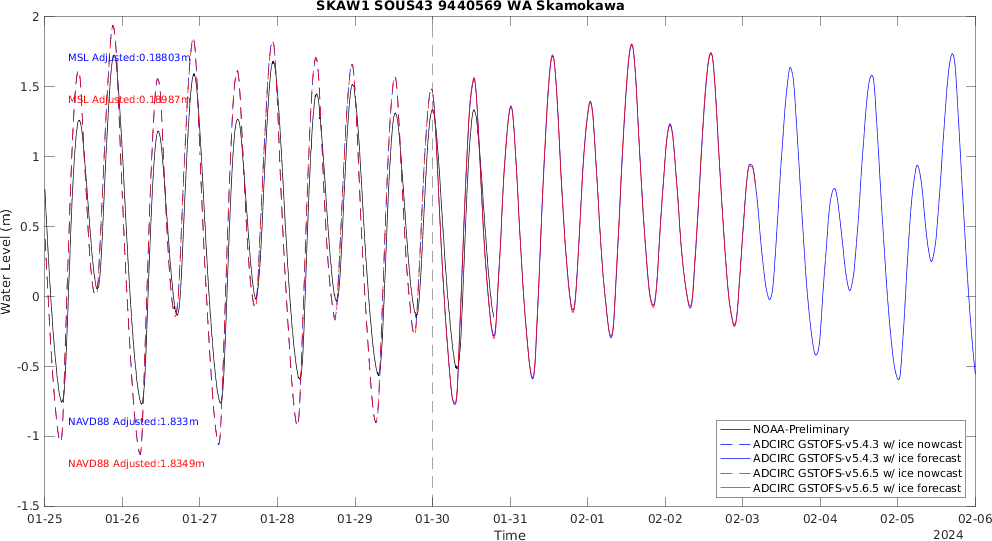 SKAW1 SOUS43 9440569 WA Skamokawa
2
1.5
1
0.5
0
-0.5
-1
-1.5
Water Level (m)
MSL Adjusted:0.18803m
MSL Adjusted:0.18987m
NAVD88 Adjusted:1.833m
NAVD88 Adjusted:1.8349m
NOAA-Preliminary
ADCIRC GSTOFS-v5.4.3 w/ ice nowcast
ADCIRC GSTOFS-v5.4.3 w/ ice forecast
ADCIRC GSTOFS-v5.6.5 w/ ice nowcast
ADCIRC GSTOFS-v5.6.5 w/ ice forecast
01-25 01-26 01-27 01-28 01-29 01-30 01-31 02-01 02-02 02-03 02-04 02-05 02-06
Time
2024